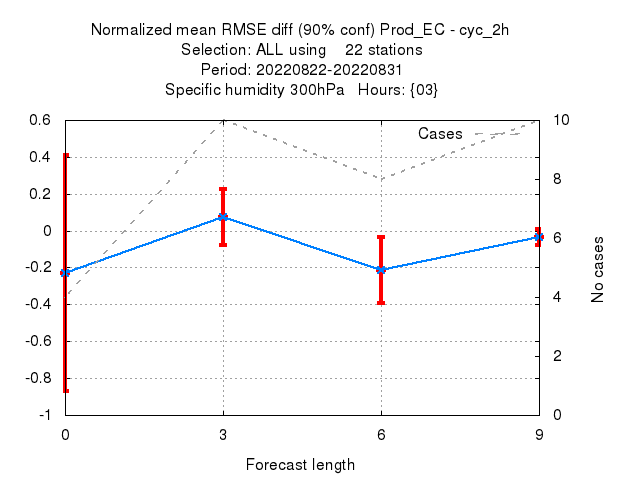 Normalized mean RMSE diff (90% conf) Prod_EC - cyc_2h
Selection: ALL using    22 stations
Period: 20220822-20220831
Specific humidity 300hPa   Hours: {03}
Cases
0.6
0.4
0.2
0
-0.2
-0.4
-0.6
-0.8
-1
10
8
6
4
2
0
No cases
0 3 6 9
Forecast length